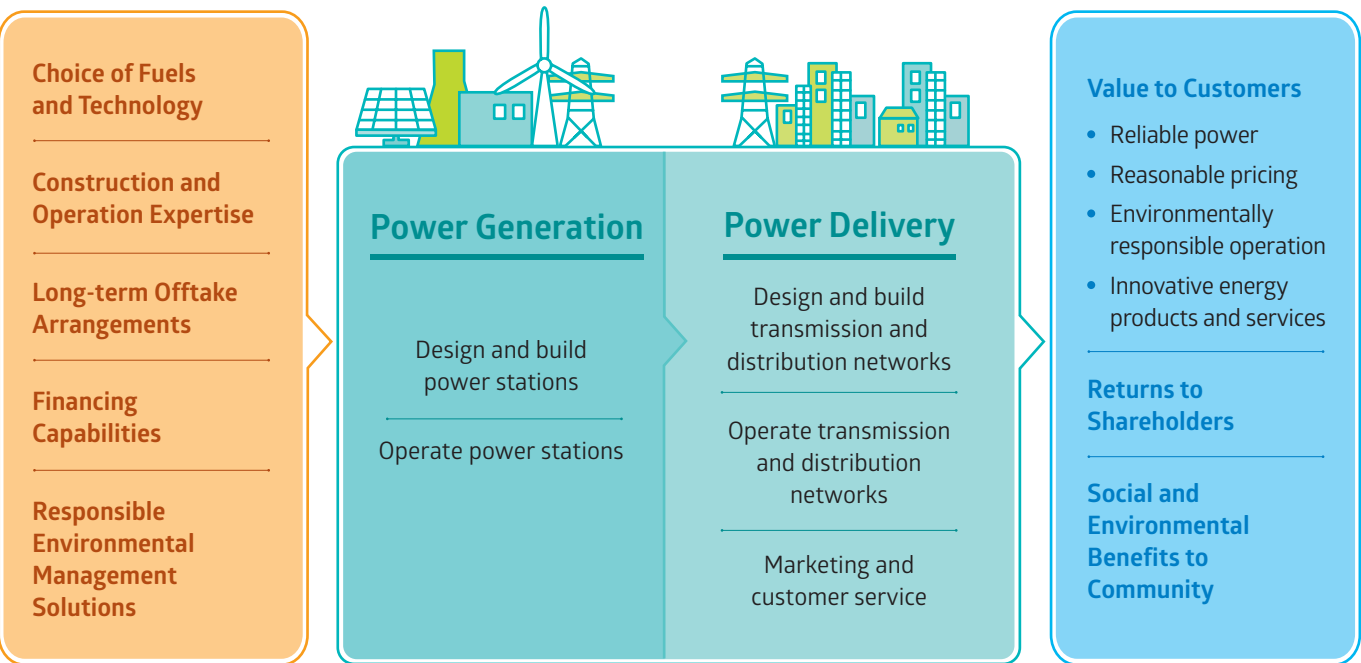 Choice of Fuels
and Technology
Construction and
Operation Expertise
Long-term Offtake
Arrangements
Financing
Capabilities
Responsible
Environmental
Management
Solutions
Power Generation
Design and build
power stations
Operate power stations
Power Delivery
Design and build
transmission and
distribution networks
Operate transmission
and distribution
networks
Marketing and
customer service
Value to Customers
• Reliable power
• Reasonable pricing
• Environmentally
responsible operation
• Innovative energy
products and services
Returns to
Shareholders
Social and
Environmental
Benefits to
Community